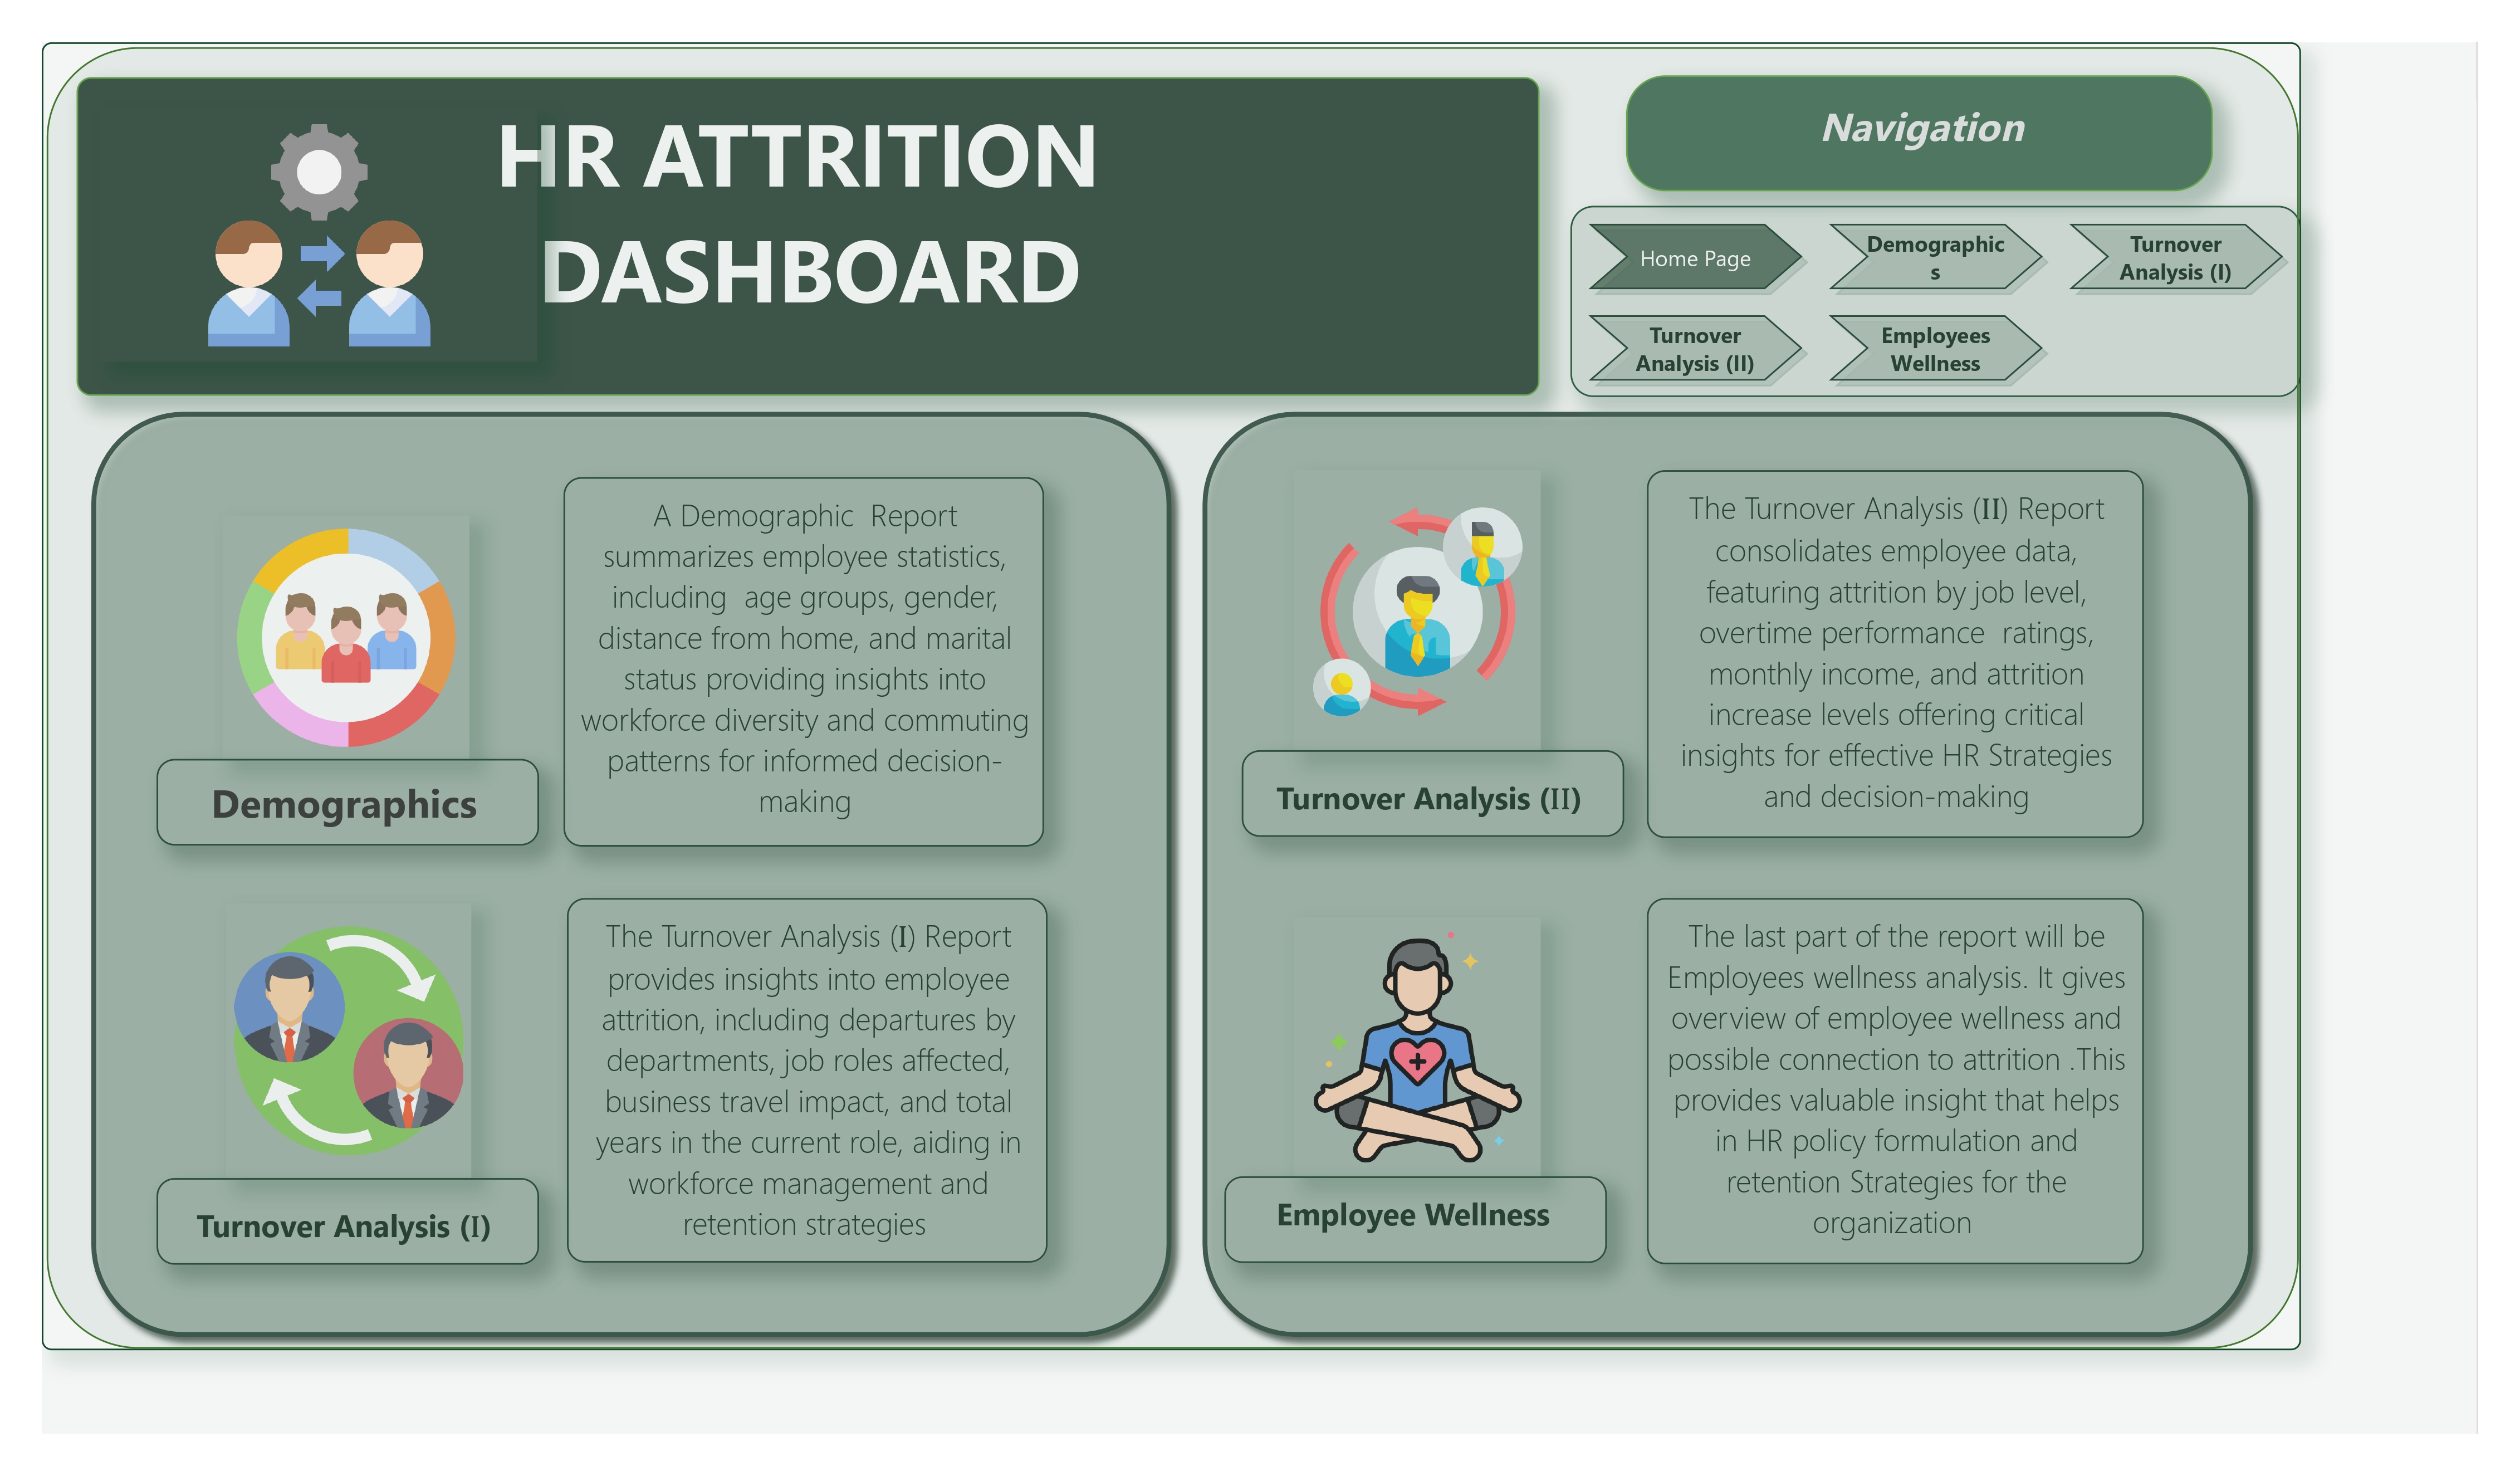 HR ATTRITION
DASHBOARD
Navigation
Home Page
Demographic
s
Turnover
Analysis (I)
Turnover
Analysis (II)
Employees
Wellness
A Demographic  Report
summarizes employee statistics,
including  age groups, gender,
distance from home, and marital
status providing insights into
workforce diversity and commuting
patterns for informed decision-
making
Demographics
The Turnover Analysis (I) Report
provides insights into employee
attrition, including departures by
departments, job roles affected,
business travel impact, and total
years in the current role, aiding in
workforce management and
retention strategies
Turnover Analysis (I)
The Turnover Analysis (II) Report
consolidates employee data,
featuring attrition by job level,
overtime performance  ratings,
monthly income, and attrition
increase levels offering critical
insights for effective HR Strategies
and decision-making
Turnover Analysis (II)
The last part of the report will be
Employees wellness analysis. It gives
overview of employee wellness and
possible connection to attrition .This
provides valuable insight that helps
in HR policy formulation and
retention Strategies for the
organization
Employee Wellness